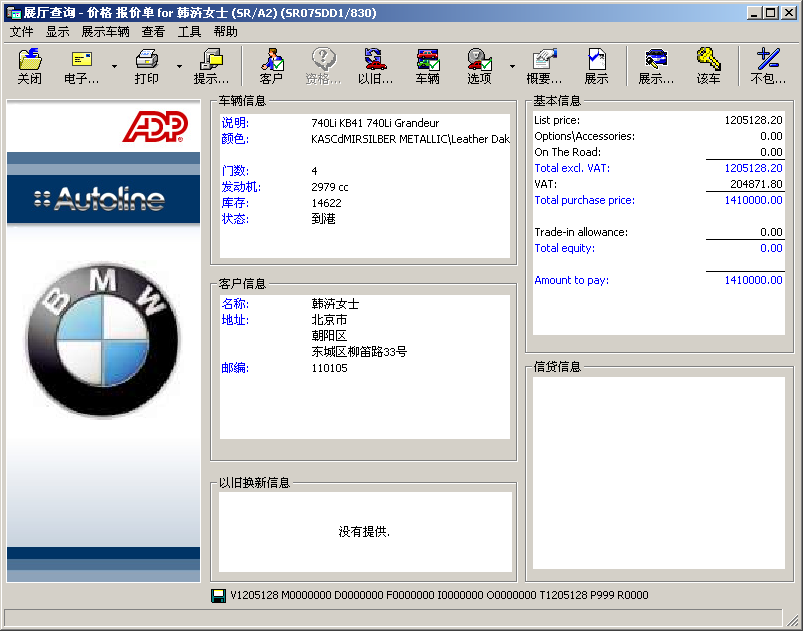 展厅查询 - 价格 报价单 for 韩滨女士 (SR/A2) (SR07SDD1/830)
文件 显示 展示车辆 查看 工具 帮助
关闭 电子... 打印 提示... 客户 资格... 以旧... 车辆 选项 概要... 展示 展示... 该车 不包...
ADP
Autoline
BMW
车辆信息
说明: 740Li KB41 740Li Grandeur
颜色: KASCdMIRSILBER METALLIC\Leather Dak
门数: 4
发动机: 2979 cc
库存: 14622
状态: 到港
客户信息
名称: 女士
地址: 北京市
朝阳区
东城区柳笛路33号
邮编: 110105
以旧换新信息
没有提供.
基本信息
List price: 1205128.20
Options\Accessories: 0.00
On The Road: 0.00
Total excl. VAT: 1205128.20
VAT: 204871.80
Total purchase price: 1410000.00
Trade-in allowance: 0.00
Total equity: 0.00
Amount to pay: 1410000.00
信贷信息
V1205128 M0000000 D0000000 F0000000 I0000000 O0000000 T1205128 P999 R0000